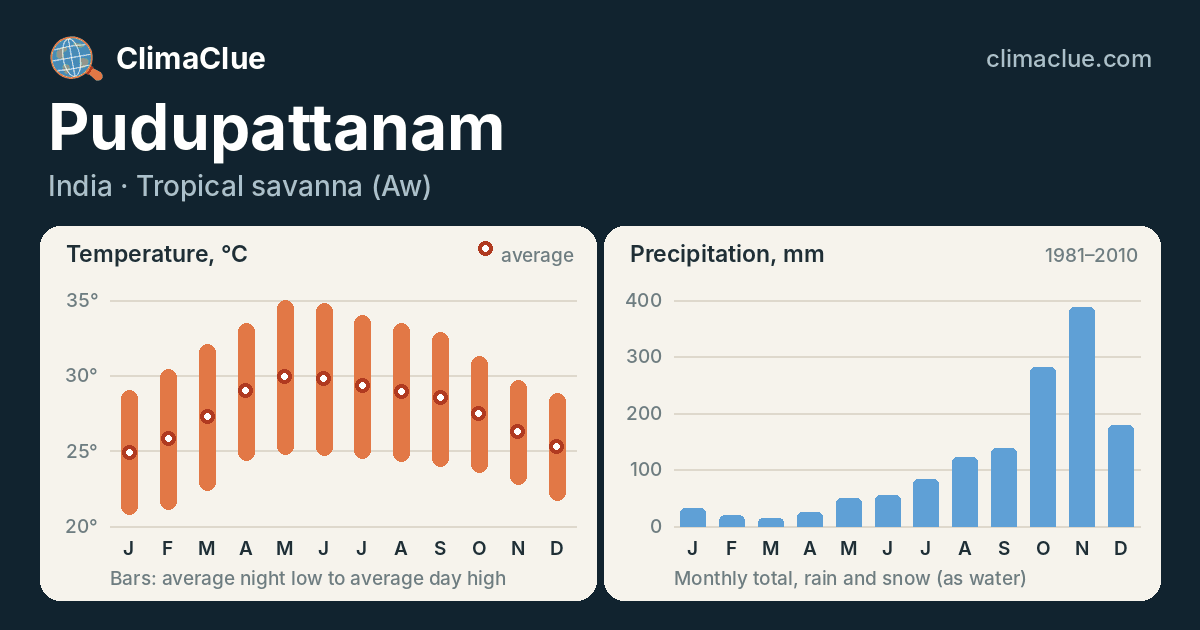 ClimaClue
climaclue.com
Pudupattanam
India · Tropical savanna (Aw)
Temperature, °C
average
35°
30°
25°
20°
J F M A M J J A S O N D
Bars: average night low to average day high
Precipitation, mm
1981–2010
400
300
200
100
0
J F M A M J J A S O N D
Monthly total, rain and snow (as water)